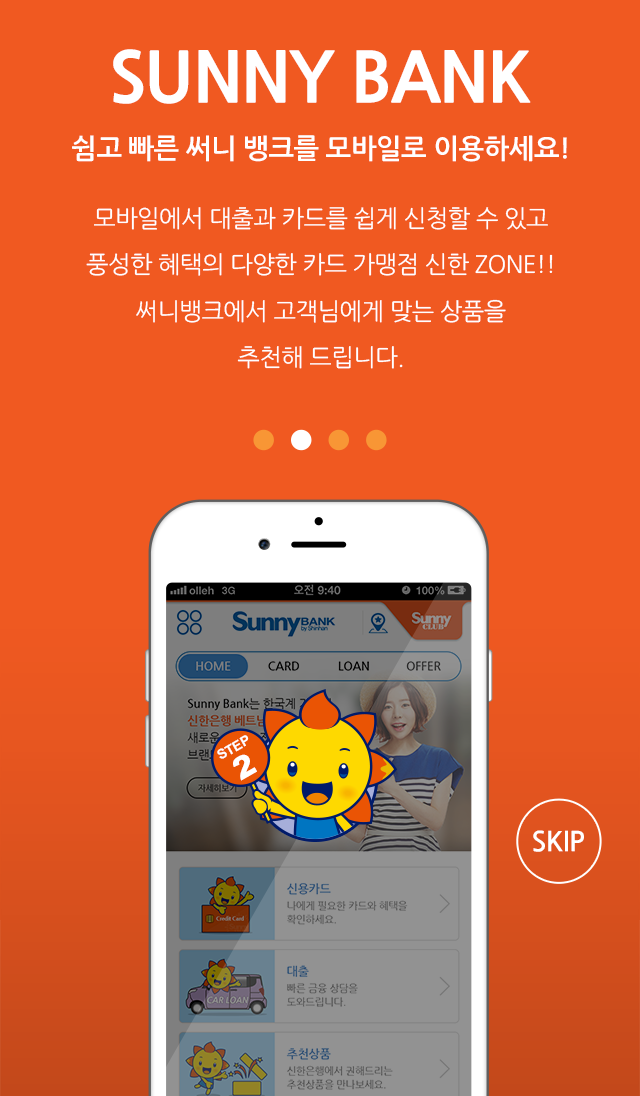 SUNNY BANK
쉽고 빠른 써니 뱅크를 모바일로 이용하세요!
모바일에서 대출과 카드를 쉽게 신청할 수 있고
풍성한 혜택의 다양한 카드 가맹점 신한 ZONE!!
써니뱅크에서 고객님에게 맞는 상품을
추천해 드립니다.
olleh 3G 오전 9:40 100%
Sunny BANK
by Shinhan
Sunny
CLUB
HOME CARD LOAN OFFER
Sunny Bank는 한국계
신한은행 베트남
새로운
브랜
자세히보기
STEP
2
SKIP
신용카드
나에게 필요한 카드와 혜택을
확인하세요.
Credit Card
대출
빠른 금융 상담을
도와드립니다.
CAR LOAN
추천상품
신한은행에서 권해드리는
추천상품을 만나보세요.